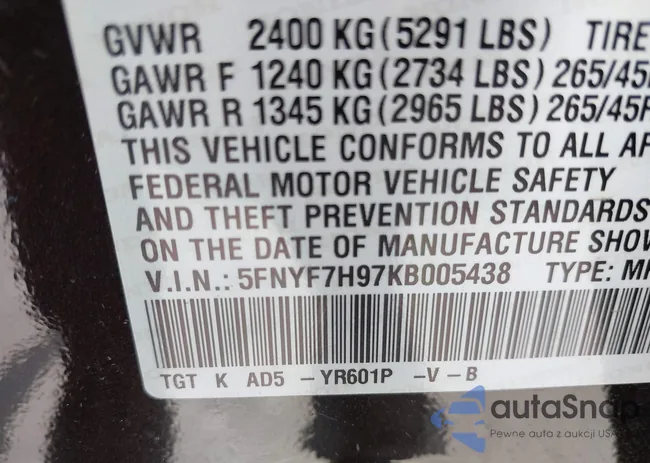 GVWR 2400 KG (5291 LBS) TIRE
GAWR F 1240 KG (2734 LBS) 265/45
GAWR R 1345 KG (2965 LBS) 265/45
THIS VEHICLE CONFORMS TO ALL AP
FEDERAL MOTOR VEHICLE SAFETY
AND THEFT PREVENTION STANDARDS
ON THE DATE OF MANUFACTURE SHOW
V.I.N.: 5FNYF7H97KB005438 TYPE: M
TGT K AD5 -YR601P -V -B
autaSnap
Pewne auta z aukcji USA